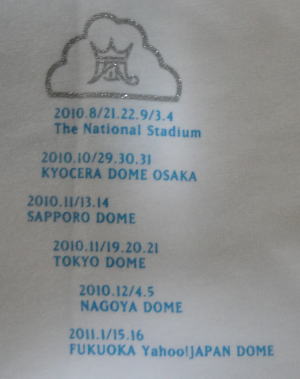 嵐
2010.8/21.22.9/3.4
The National Stadium
2010.10/29.30.31
KYOCERA DOME OSAKA
2010.11/13.14
SAPPORO DOME
2010.11/19.20.21
TOKYO DOME
2010.12/4.5
NAGOYA DOME
2011.1/15.16
FUKUOKA Yahoo!JAPAN DOME